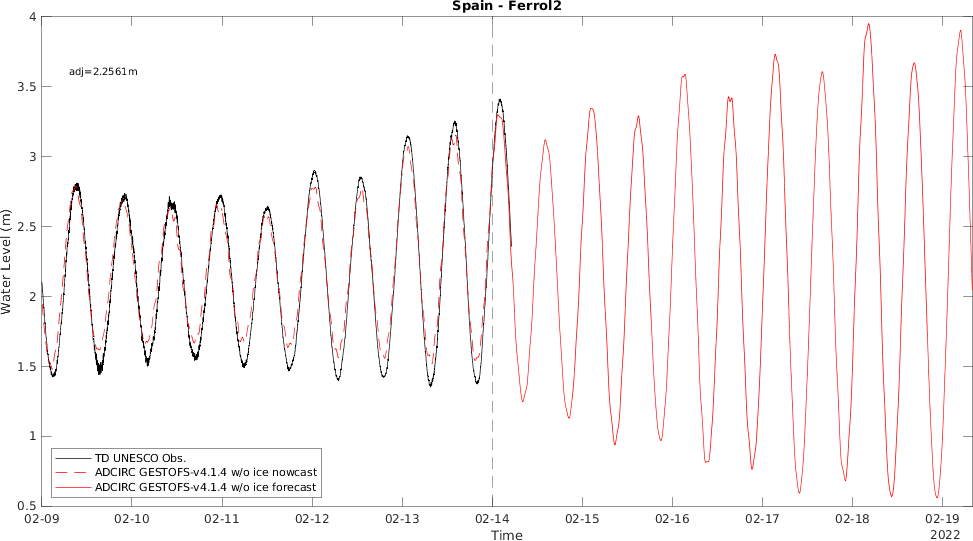 Spain - Ferrol2
adj=2.2561m
4
3.5
3
2.5
2
1.5
1
0.5
Water Level (m)
TD UNESCO Obs.
ADCIRC GESTOFS-v4.1.4 w/o ice nowcast
ADCIRC GESTOFS-v4.1.4 w/o ice forecast
02-09 02-10 02-11 02-12 02-13 02-14 02-15 02-16 02-17 02-18 02-19
Time
2022